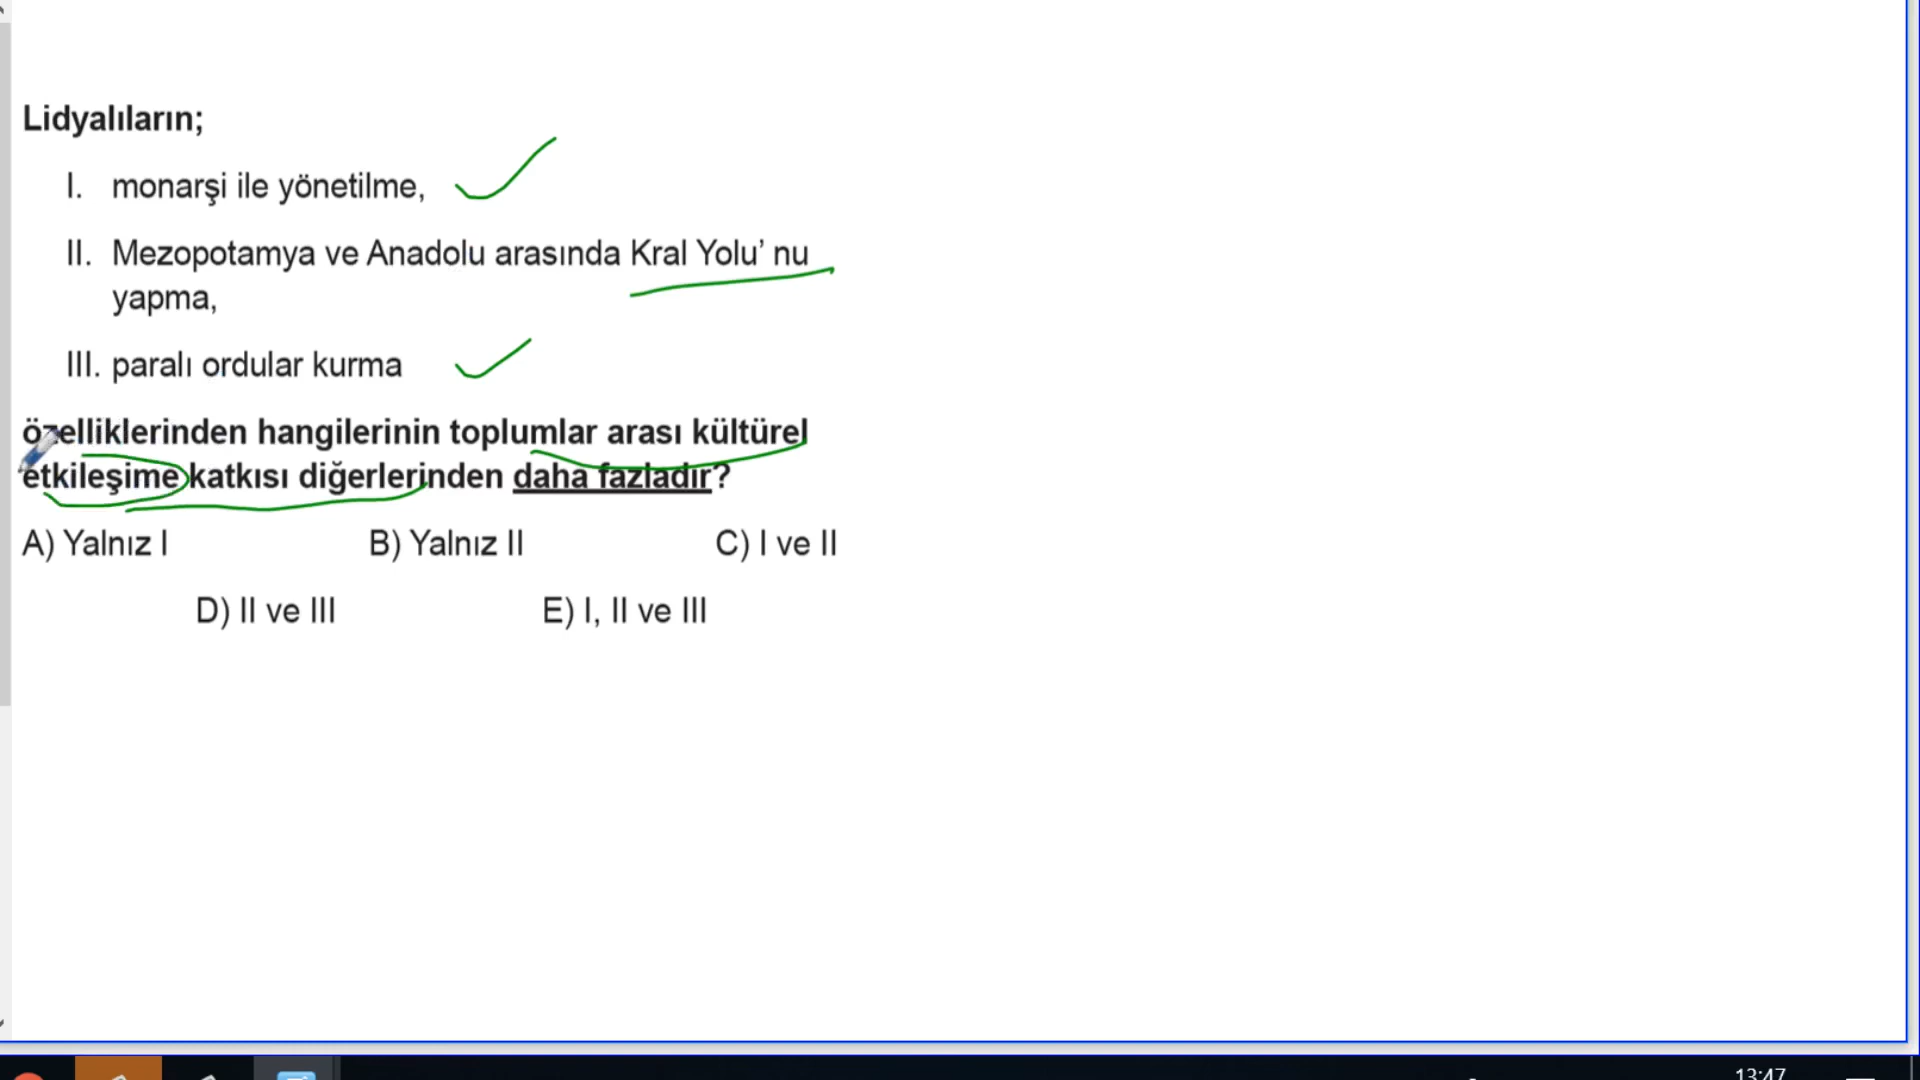 Lidyalıların;
I. monarşi ile yönetilme,
II. Mezopotamya ve Anadolu arasında Kral Yolu’ nu
yapma,
III. paralı ordular kurma
özelliklerinden hangilerinin toplumlar arası kültürel
etkileşime katkısı diğerlerinden daha fazladır?
A) Yalnız I B) Yalnız II C) I ve II
D) II ve III E) I, II ve III
13:47